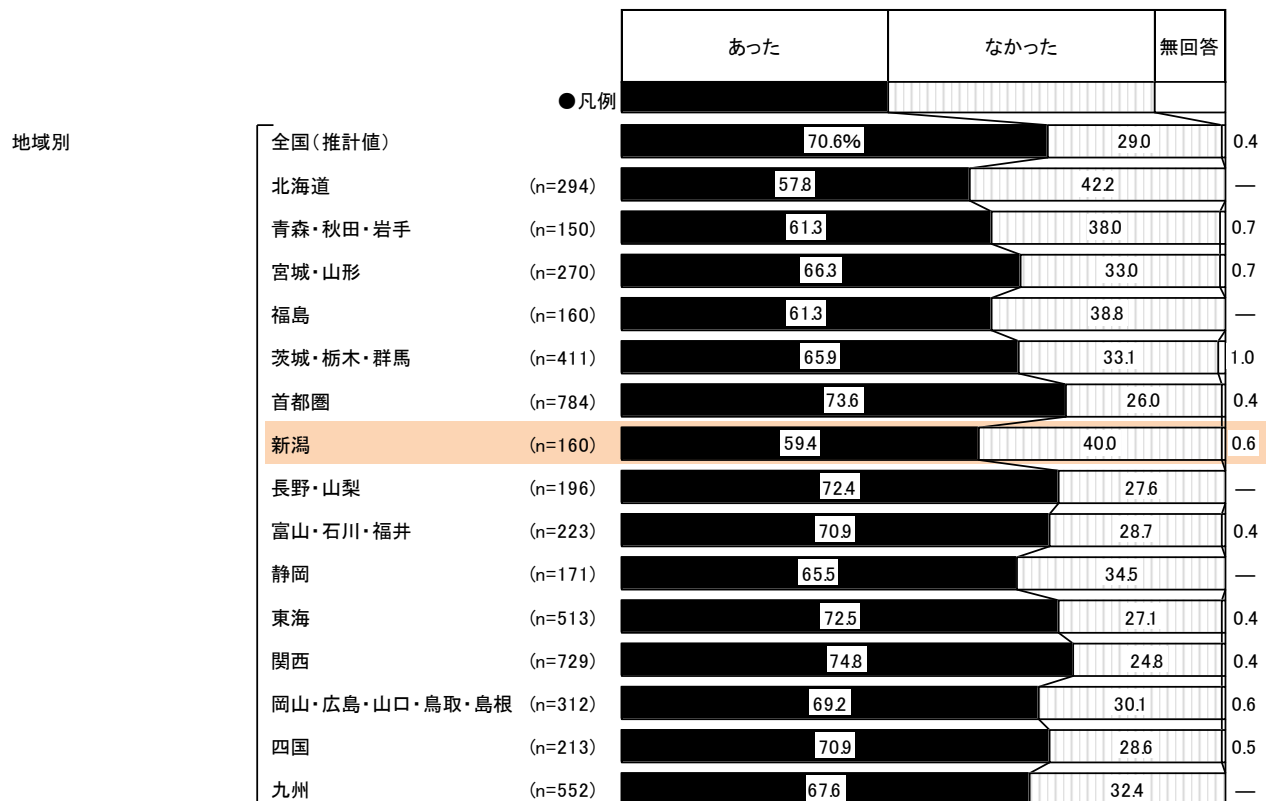 あった なかった 無回答
●凡例
地域別 全国(推計値) 70.6% 29.0 0.4
北海道 (n=294) 57.8 42.2 —
青森・秋田・岩手 (n=150) 61.3 38.0 0.7
宮城・山形 (n=270) 66.3 33.0 0.7
福島 (n=160) 61.3 38.8 —
茨城・栃木・群馬 (n=411) 65.9 33.1 1.0
首都圏 (n=784) 73.6 26.0 0.4
新潟 (n=160) 59.4 40.0 0.6
長野・山梨 (n=196) 72.4 27.6 —
富山・石川・福井 (n=223) 70.9 28.7 0.4
静岡 (n=171) 65.5 34.5 —
東海 (n=513) 72.5 27.1 0.4
関西 (n=729) 74.8 24.8 0.4
岡山・広島・山口・鳥取・島根 (n=312) 69.2 30.1 0.6
四国 (n=213) 70.9 28.6 0.5
九州 (n=552) 67.6 32.4 —